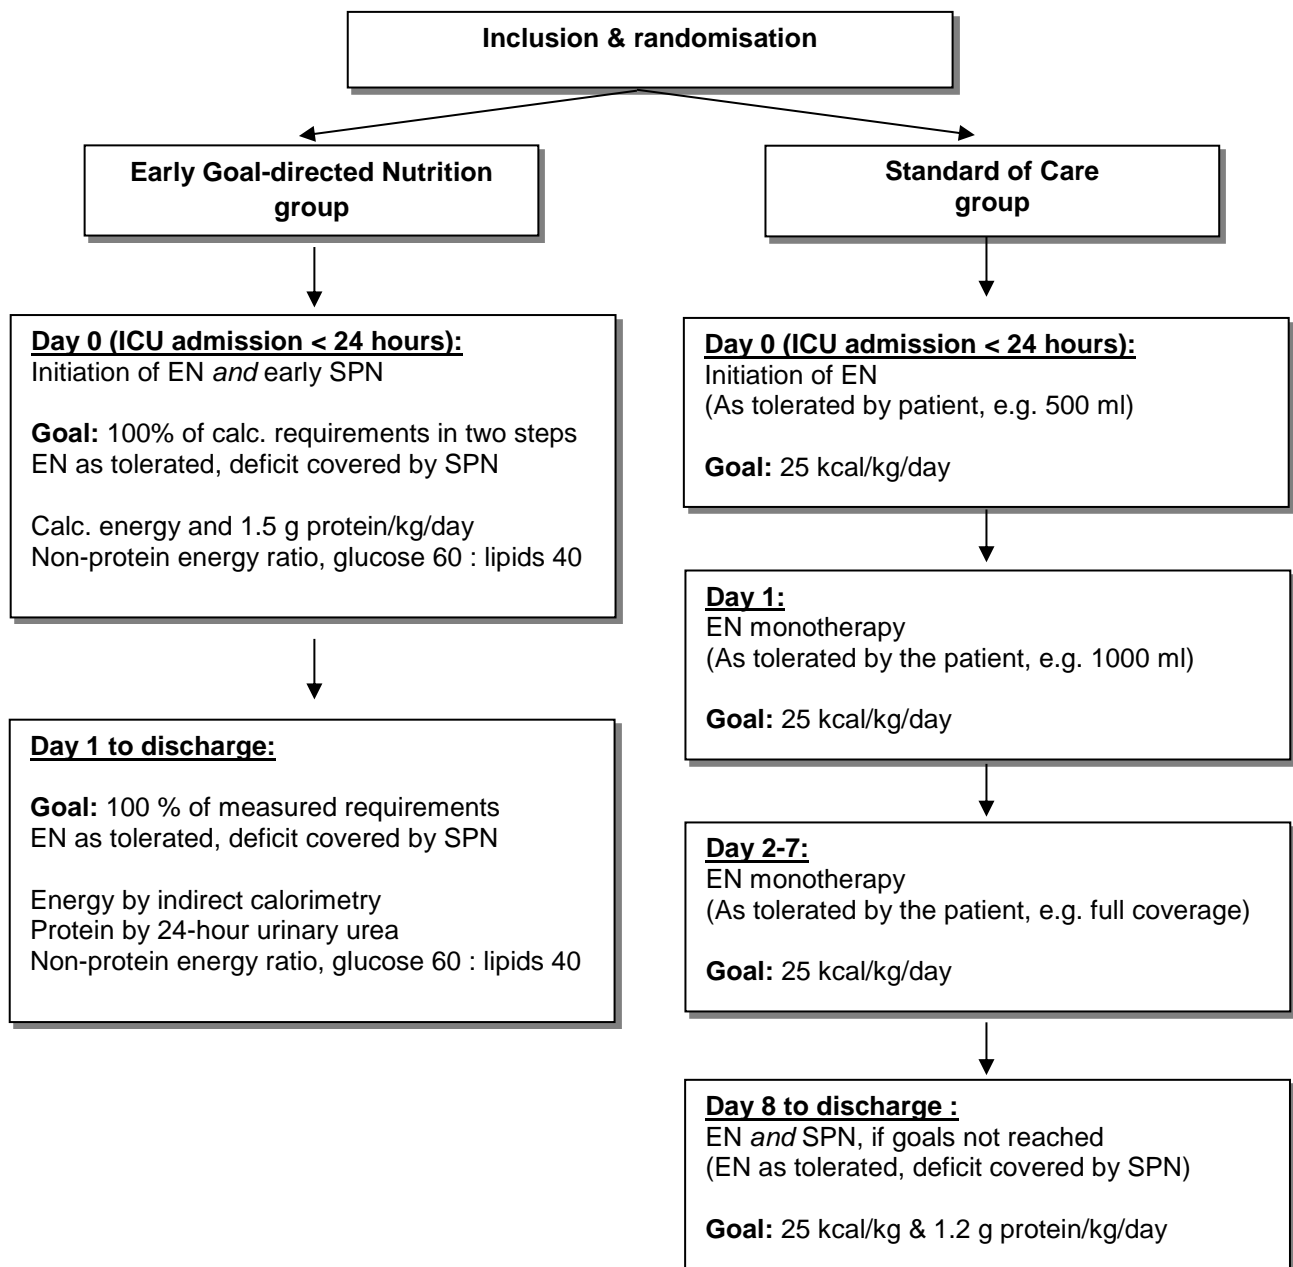 Inclusion & randomisation
Early Goal-directed Nutrition
group
Day 0 (ICU admission < 24 hours):
Initiation of EN and early SPN
Goal: 100% of calc. requirements in two steps
EN as tolerated, deficit covered by SPN
Calc. energy and 1.5 g protein/kg/day
Non-protein energy ratio, glucose 60 : lipids 40
Day 1 to discharge:
Goal: 100 % of measured requirements
EN as tolerated, deficit covered by SPN
Energy by indirect calorimetry
Protein by 24-hour urinary urea
Non-protein energy ratio, glucose 60 : lipids 40
Standard of Care
group
Day 0 (ICU admission < 24 hours):
Initiation of EN
(As tolerated by patient, e.g. 500 ml)
Goal: 25 kcal/kg/day
Day 1:
EN monotherapy
(As tolerated by the patient, e.g. 1000 ml)
Goal: 25 kcal/kg/day
Day 2-7:
EN monotherapy
(As tolerated by the patient, e.g. full coverage)
Goal: 25 kcal/kg/day
Day 8 to discharge :
EN and SPN, if goals not reached
(EN as tolerated, deficit covered by SPN)
Goal: 25 kcal/kg & 1.2 g protein/kg/day